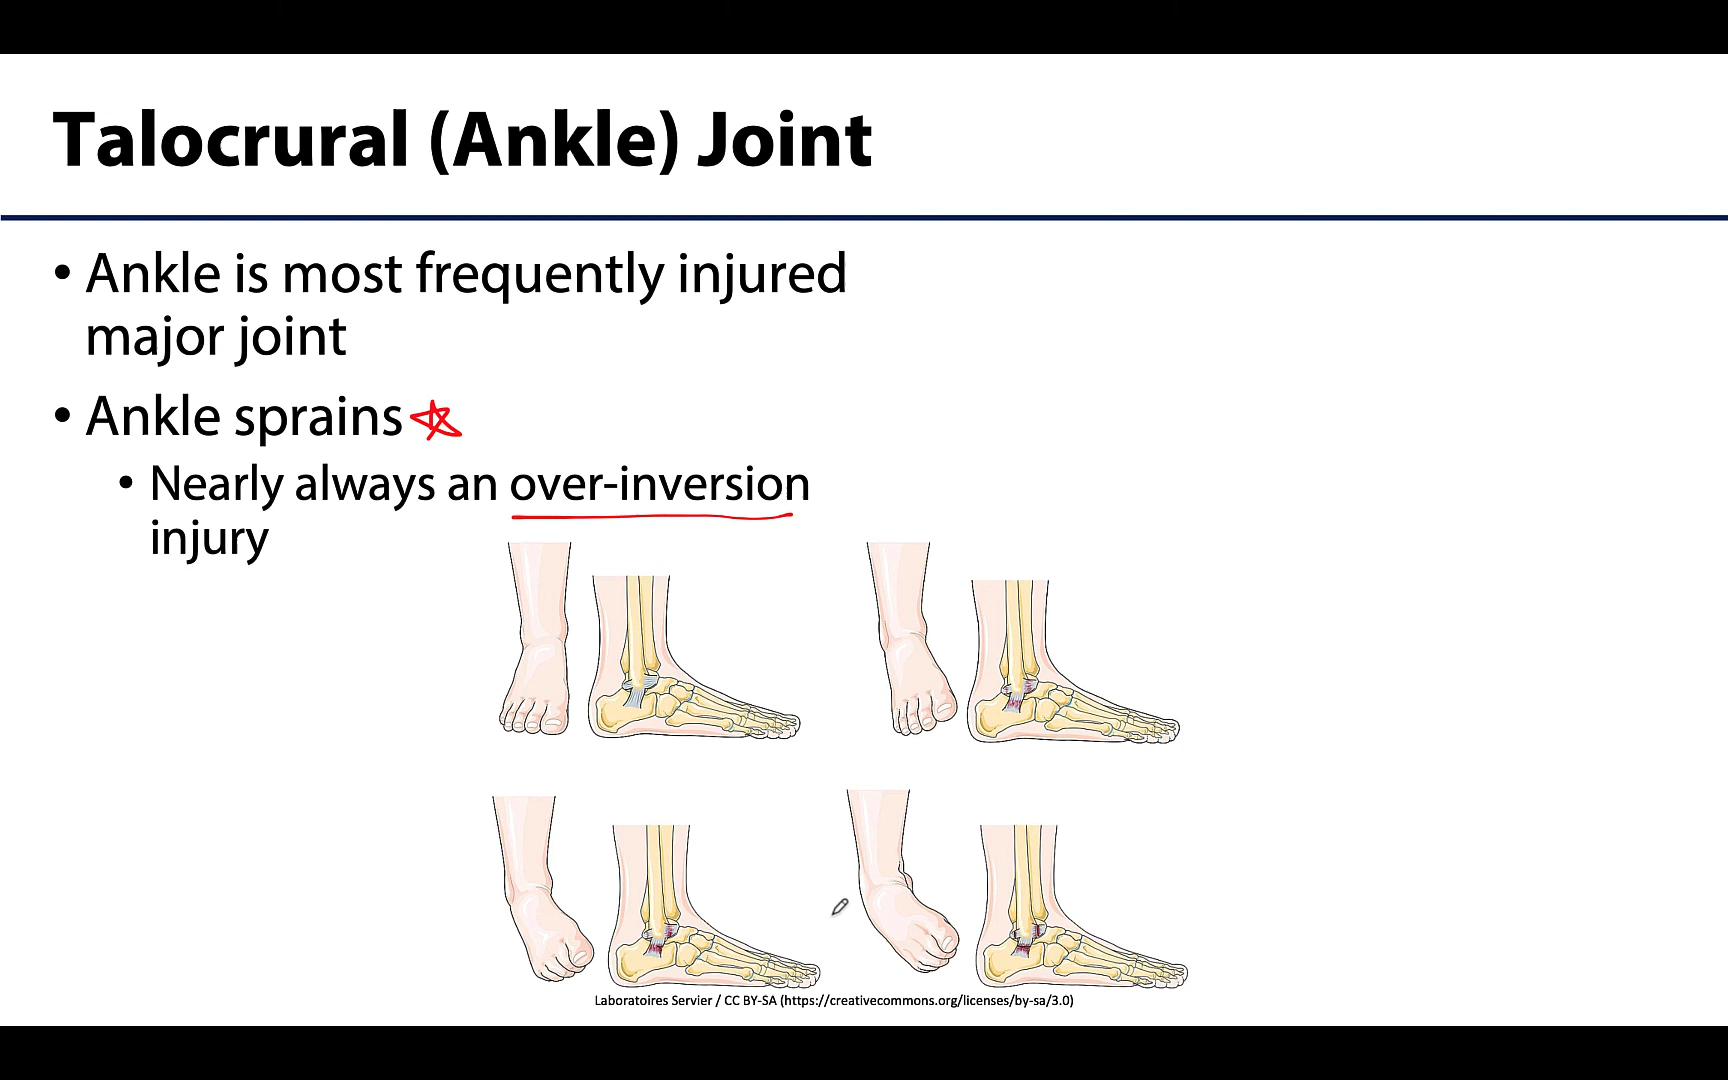 Talocrural (Ankle) Joint
• Ankle is most frequently injured
major joint
• Ankle sprains
• Nearly always an over-inversion
injury
Laboratoires Servier / CC BY-SA (https://creativecommons.org/licenses/by-sa/3.0)